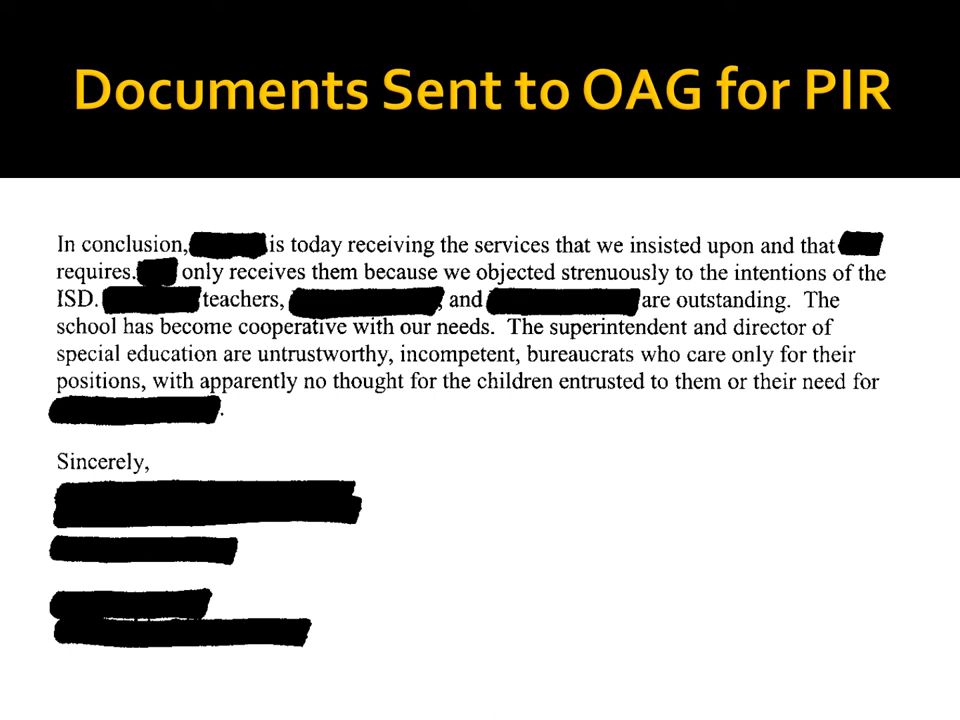 Documents Sent to OAG for PIR
In conclusion, is today receiving the services that we insisted upon and that
requires. only receives them because we objected strenuously to the intentions of the
ISD. teachers, , and are outstanding. The
school has become cooperative with our needs. The superintendent and director of
special education are untrustworthy, incompetent, bureaucrats who care only for their
positions, with apparently no thought for the children entrusted to them or their need for
.
Sincerely,